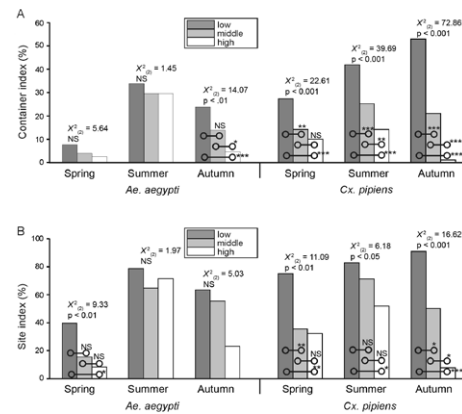 A
low
middle
high
Container index (%)
60
50
40
30
20
10
0
X²(2) = 5.64
NS
X²(2) = 1.45
NS
X²(2) = 14.07
p < .01
NS
*
***
X²(2) = 22.61
p < 0.001
**
NS
***
X²(2) = 39.69
p < 0.001
***
**
***
X²(2) = 72.86
p < 0.001
***
***
***
Spring Summer Autumn Spring Summer Autumn
Ae. aegypti Cx. pipiens
B
low
middle
high
Site index (%)
100
80
60
40
20
0
X²(2) = 9.33
p < 0.01
NS
NS
*
X²(2) = 1.97
NS
X²(2) = 5.03
NS
X²(2) = 11.09
p < 0.01
**
NS
*
X²(2) = 6.18
p < 0.05
NS
NS
*
X²(2) = 16.62
p < 0.001
*
*
***
Spring Summer Autumn Spring Summer Autumn
Ae. aegypti Cx. pipiens